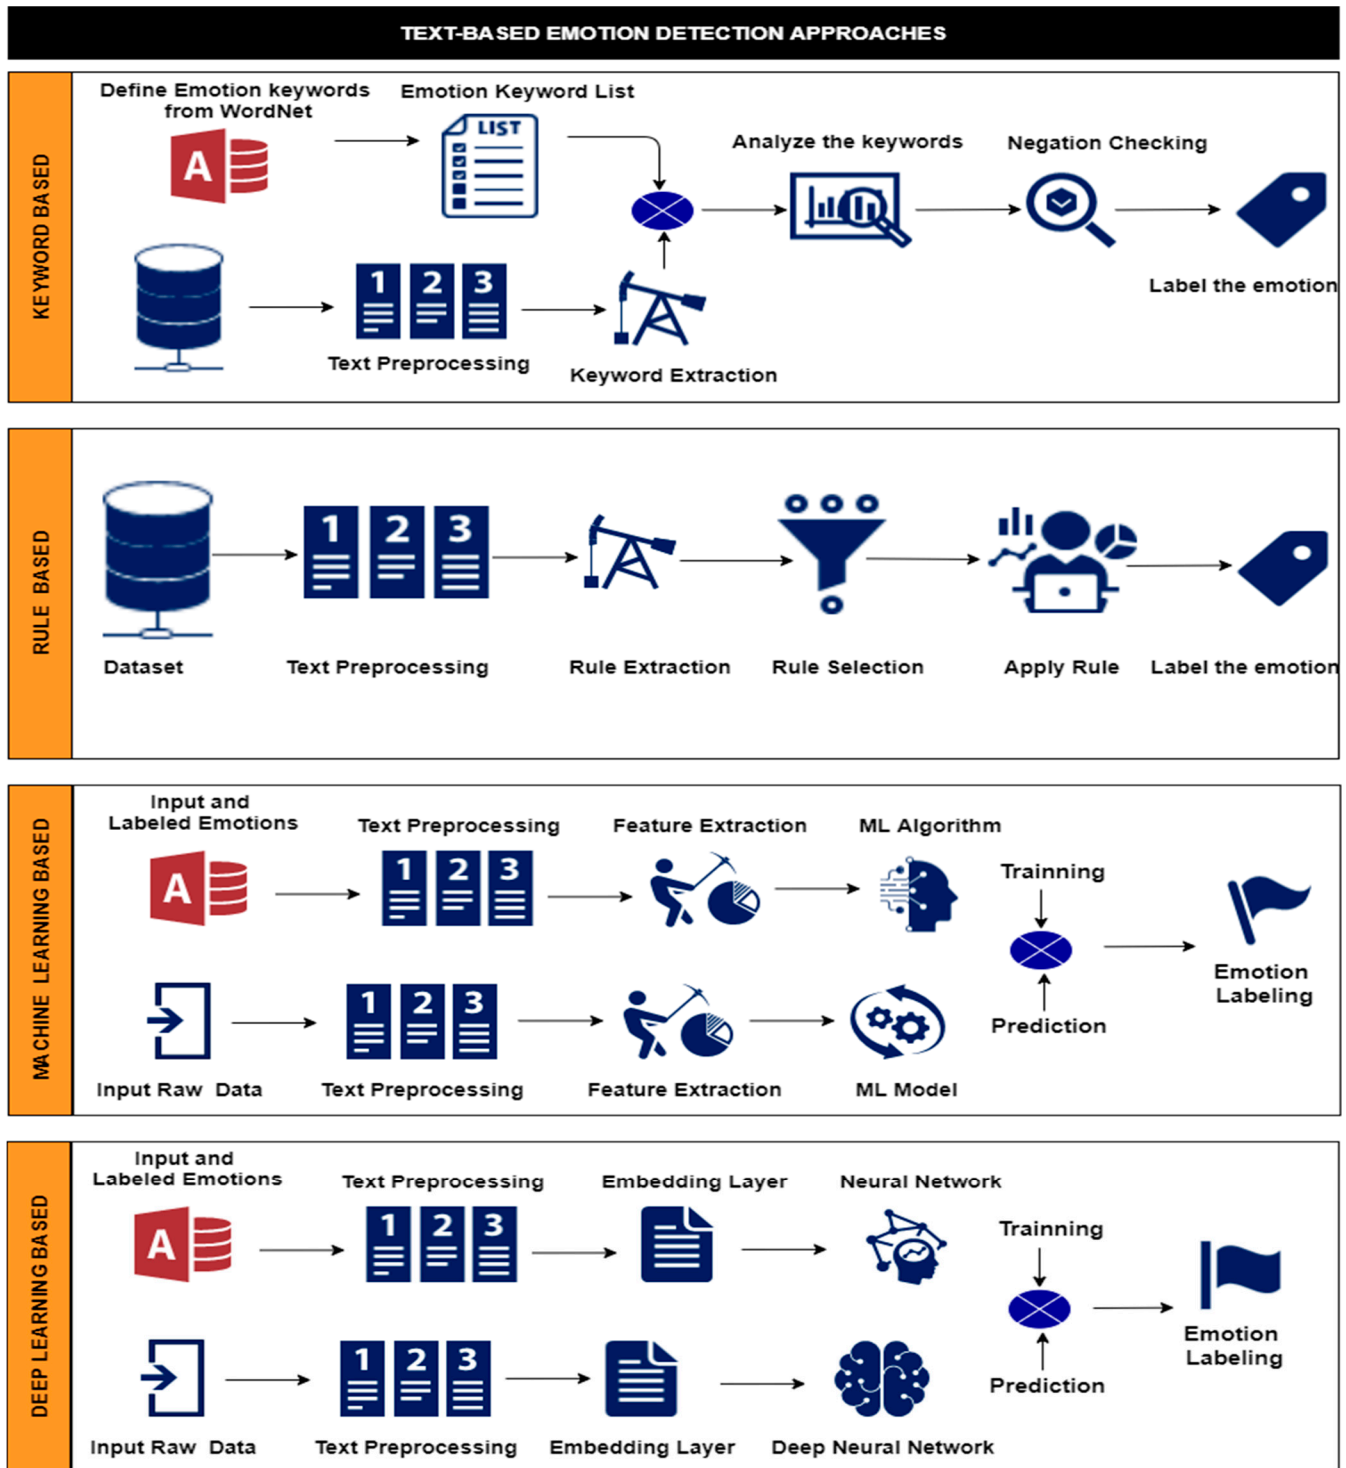 TEXT-BASED EMOTION DETECTION APPROACHES
KEYWORD BASED
Define Emotion keywords
from WordNet
Emotion Keyword List
A
LIST
Analyze the keywords
Negation Checking
Label the emotion
1 2 3
Text Preprocessing
Keyword Extraction
RULE BASED
1 2 3
Dataset
Text Preprocessing
Rule Extraction
Rule Selection
Apply Rule
Label the emotion
MACHINE LEARNING BASED
Input and
Labeled Emotions
Text Preprocessing
Feature Extraction
ML Algorithm
A
1 2 3
Trainning
Emotion
Labeling
Prediction
1 2 3
Input Raw Data
Text Preprocessing
Feature Extraction
ML Model
DEEP LEARNING BASED
Input and
Labeled Emotions
Text Preprocessing
Embedding Layer
Neural Network
A
1 2 3
Trainning
Emotion
Labeling
Prediction
1 2 3
Input Raw Data
Text Preprocessing
Embedding Layer
Deep Neural Network